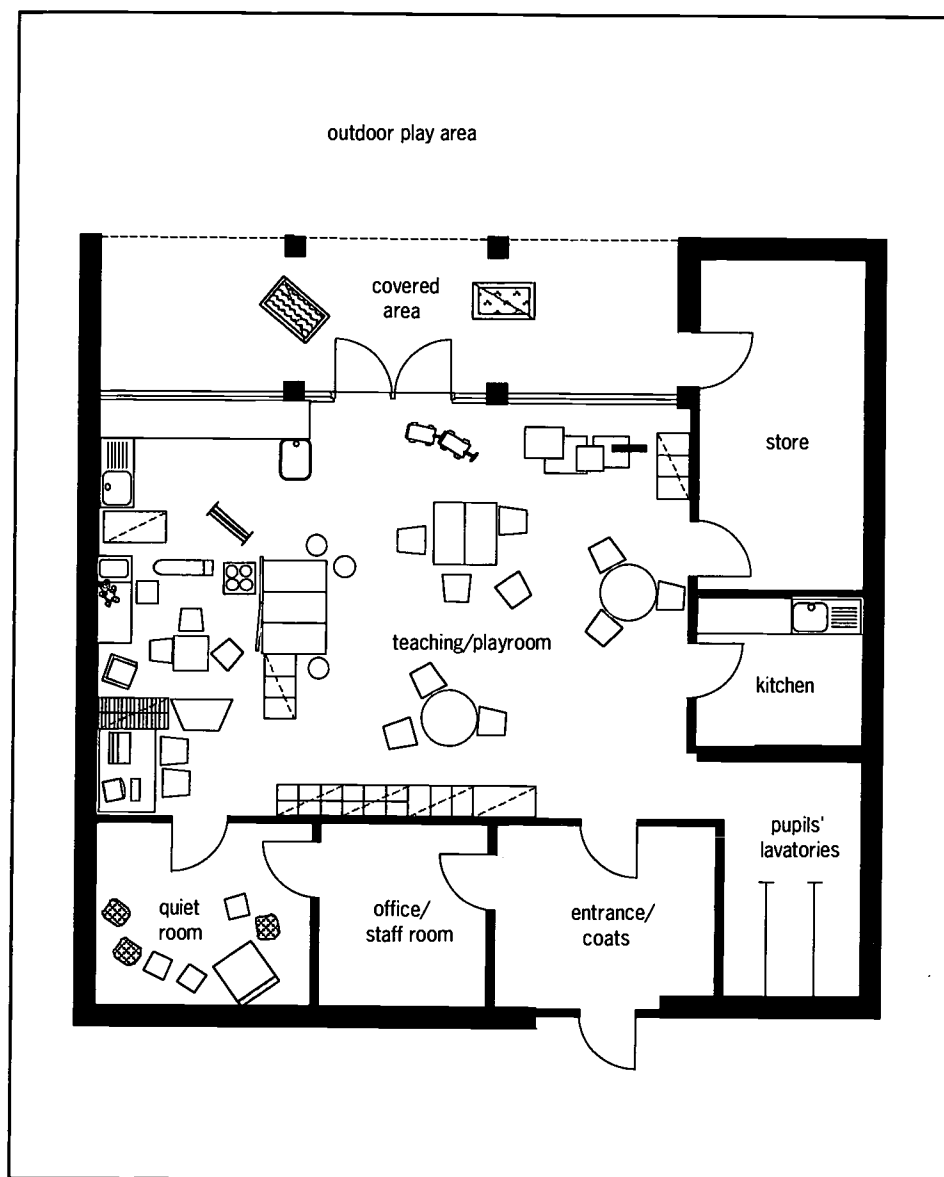 outdoor play area
covered
area
store
teaching/playroom
kitchen
pupils'
lavatories
quiet
room
office/
staff room
entrance/
coats